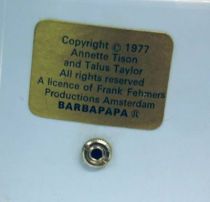 Copyright © 1977
Annette Tison
and Talus Taylor
All rights reserved
A licence of Frank Fehmers
Productions Amsterdam
BARBAPAPA ®